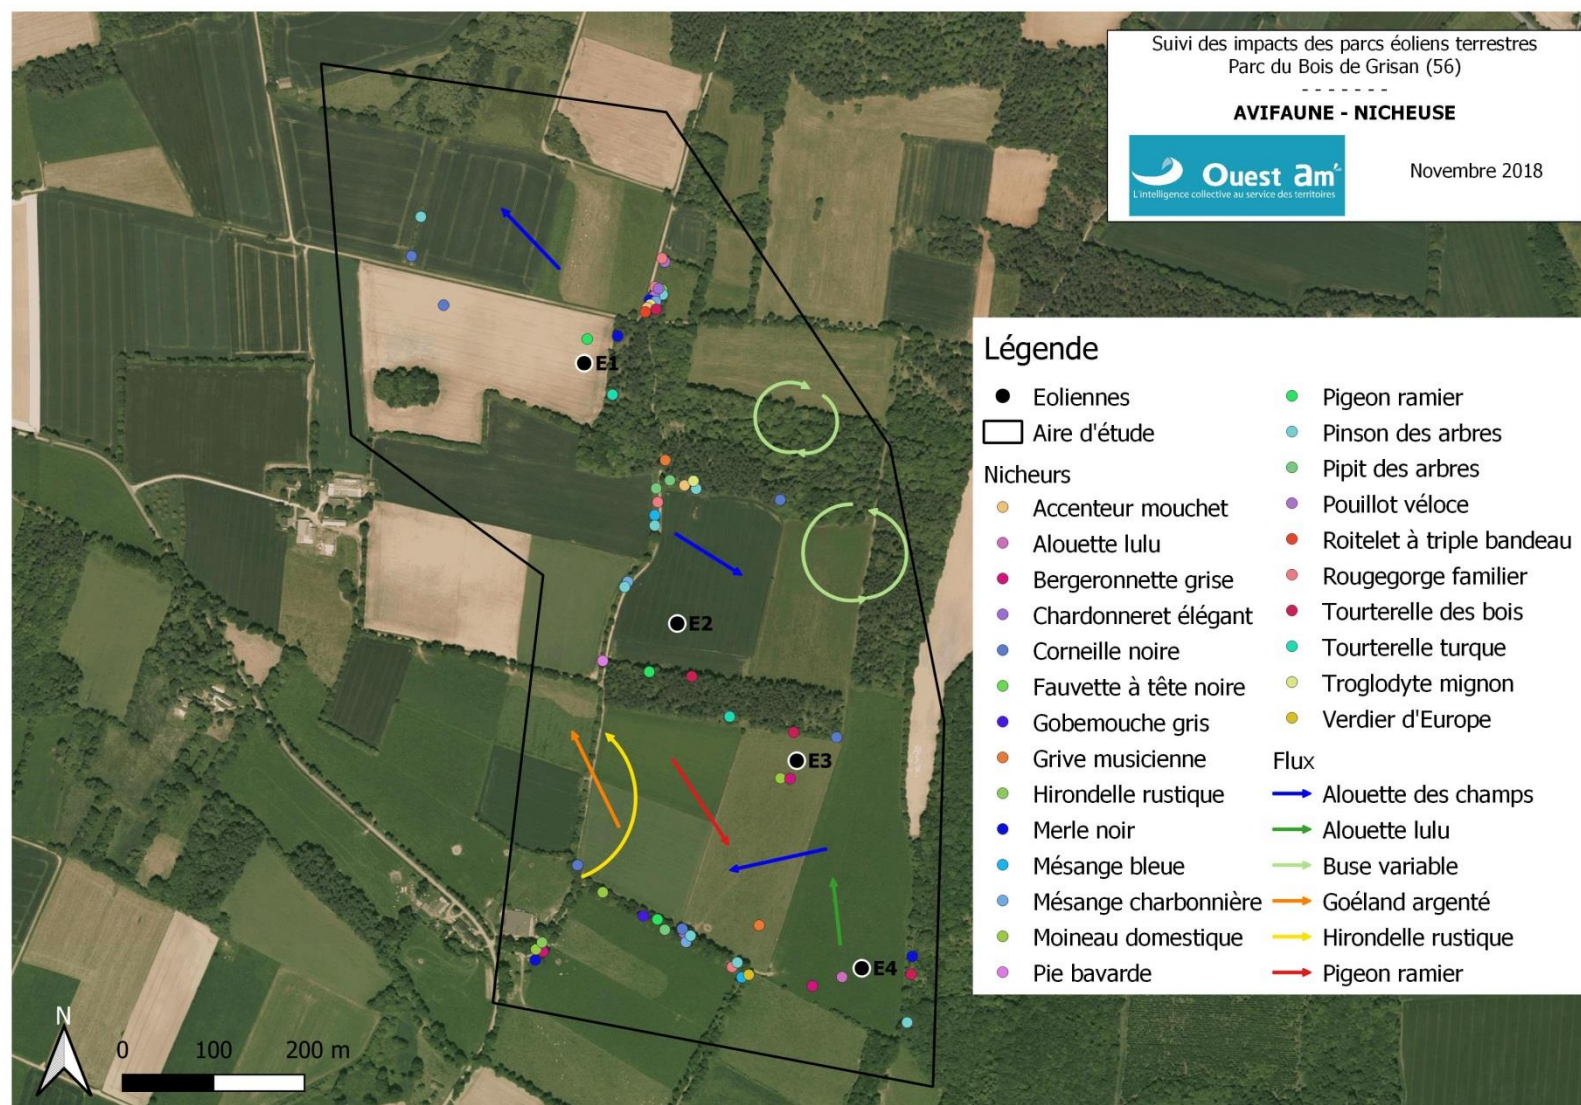 Suivi des impacts des parcs éoliens terrestres
Parc du Bois de Grisan (56)
- - - - - - -
AVIFAUNE - NICHEUSE
Ouest am'
L'intelligence collective au service des territoires
Novembre 2018
E1
E2
E3
E4
Légende
Eoliennes
Aire d'étude
Nicheurs
Accenteur mouchet
Alouette lulu
Bergeronnette grise
Chardonneret élégant
Corneille noire
Fauvette à tête noire
Gobemouche gris
Grive musicienne
Hirondelle rustique
Merle noir
Mésange bleue
Mésange charbonnière
Moineau domestique
Pie bavarde
Pigeon ramier
Pinson des arbres
Pipit des arbres
Pouillot véloce
Roitelet à triple bandeau
Rougegorge familier
Tourterelle des bois
Tourterelle turque
Troglodyte mignon
Verdier d'Europe
Flux
Alouette des champs
Alouette lulu
Buse variable
Goéland argenté
Hirondelle rustique
Pigeon ramier
N
0 100 200 m